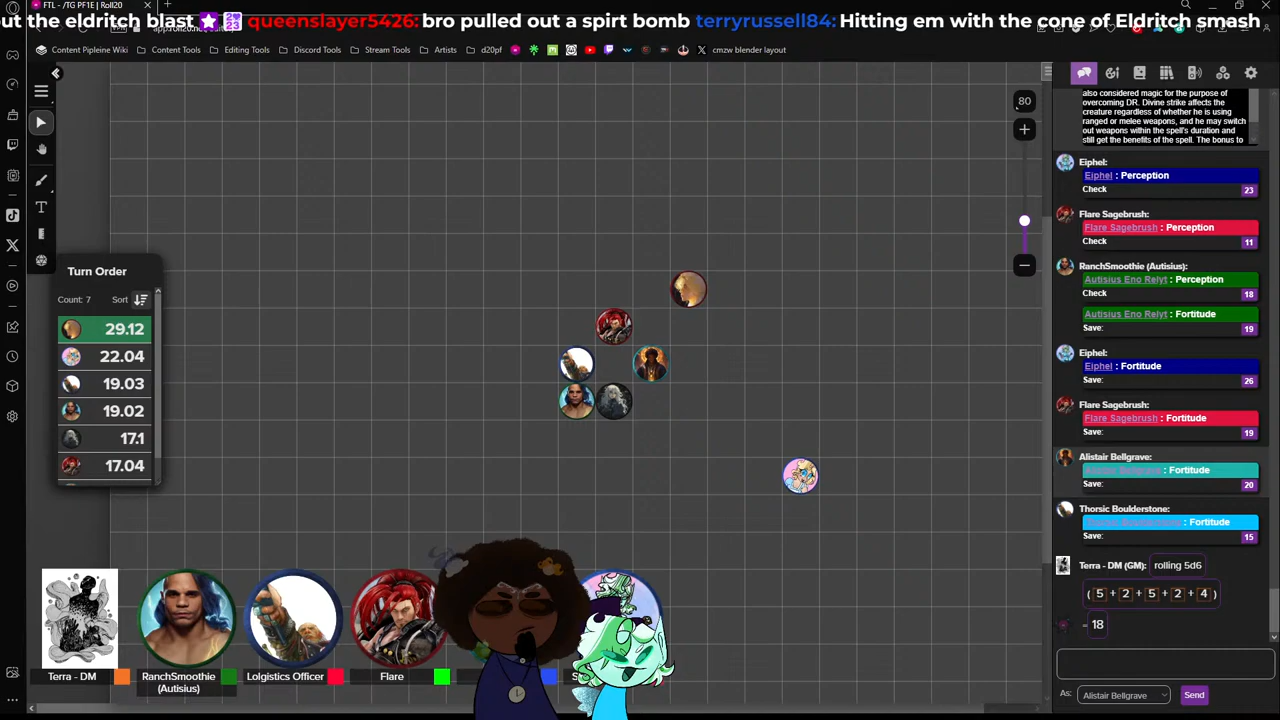 FTL - /TG PF1E | Roll20
out the eldritch blast queenslayer5426: bro pulled out a spirt bomb terryrussell84: Hitting em with the cone of Eldritch smash
Content Pipleine Wiki Content Tools Editing Tools Discord Tools Stream Tools Artists d20pf cmzw blender layout
80
Turn Order
Count: 7 Sort
29.12
22.04
19.03
19.02
17.1
17.04
also considered magic for the purpose of
overcoming DR. Divine strike affects the
creature regardless of whether he is using
ranged or melee weapons, and he may switch
out weapons within the spell's duration and
still get the benefits of the spell. The bonus to
Eiphel:
Eiphel : Perception
Check 23
Flare Sagebrush:
Flare Sagebrush : Perception
Check 11
RanchSmoothie (Autisius):
Autisius Eno Relyt : Perception
Check 18
Autisius Eno Relyt : Fortitude
Save: 19
Eiphel:
Eiphel : Fortitude
Save: 26
Flare Sagebrush:
Flare Sagebrush : Fortitude
Save: 19
Alistair Bellgrave:
Alistair Bellgrave : Fortitude
Save: 20
Thorsic Boulderstone:
Thorsic Boulderstone : Fortitude
Save: 15
Terra - DM (GM): rolling 5d6
( 5 + 2 + 5 + 2 + 4 )
= 18
As: Alistair Bellgrave Send
Terra - DM
RanchSmoothie
(Autisius)
Lolgistics Officer
Flare